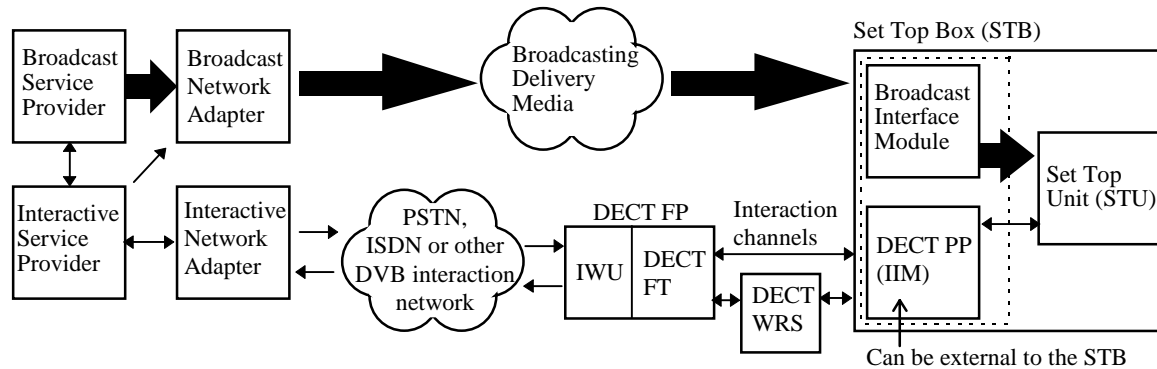 Set Top Box (STB)
Broadcast
Service
Provider
Broadcast
Network
Adapter
Broadcasting
Delivery
Media
Broadcast
Interface
Module
Set Top
Unit (STU)
Interactive
Service
Provider
Interactive
Network
Adapter
PSTN,
ISDN or other
DVB interaction
network
DECT FP
IWU
DECT
FT
Interaction
channels
DECT
WRS
DECT PP
(IIM)
Can be external to the STB